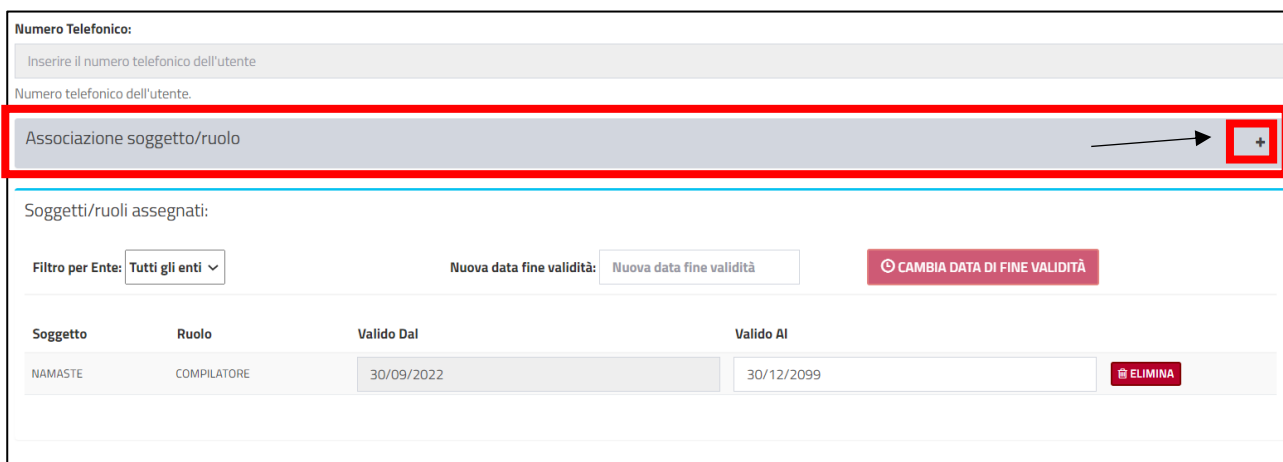 Numero Telefonico:
Inserire il numero telefonico dell'utente
Numero telefonico dell'utente.
Associazione soggetto/ruolo +
Soggetti/ruoli assegnati:
Filtro per Ente: Tutti gli enti Nuova data fine validità: Nuova data fine validità CAMBIA DATA DI FINE VALIDITÀ
Soggetto Ruolo Valido Dal Valido Al
NAMASTE COMPILATORE 30/09/2022 30/12/2099 ELIMINA